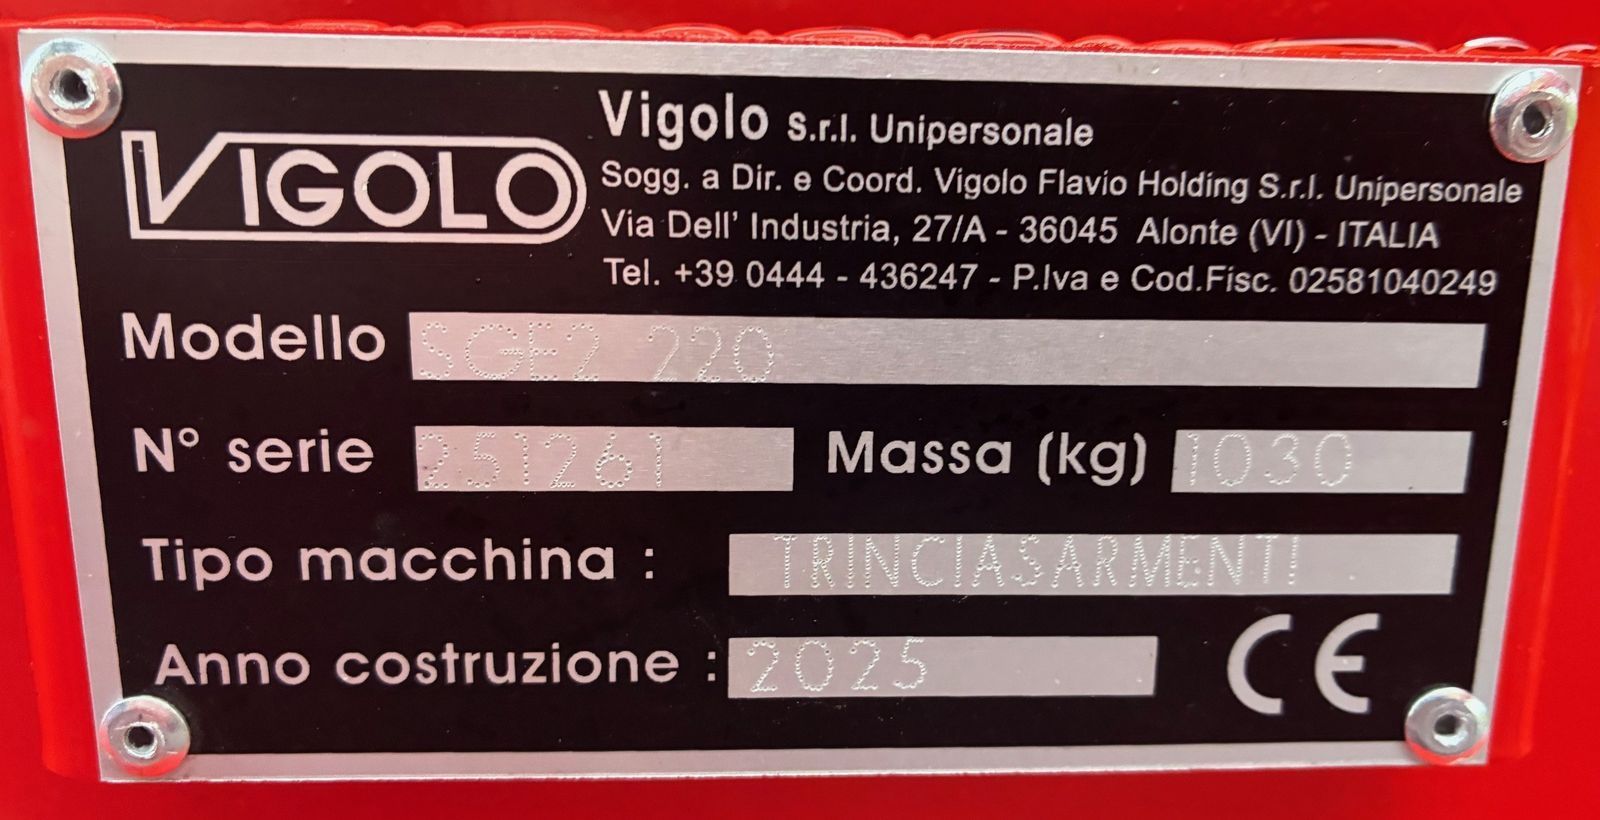 VIGOLO
Vigolo s.r.l. Unipersonale
Sogg. a Dir. e Coord. Vigolo Flavio Holding S.r.l. Unipersonale
Via Dell' Industria, 27/A - 36045 Alonte (VI) - ITALIA
Tel. +39 0444 - 436247 - P.Iva e Cod.Fisc. 02581040249
Modello SGE2 220
N° serie 251261 Massa (kg) 1030
Tipo macchina : TRINCIASARMENTI
Anno costruzione : 2025 CE